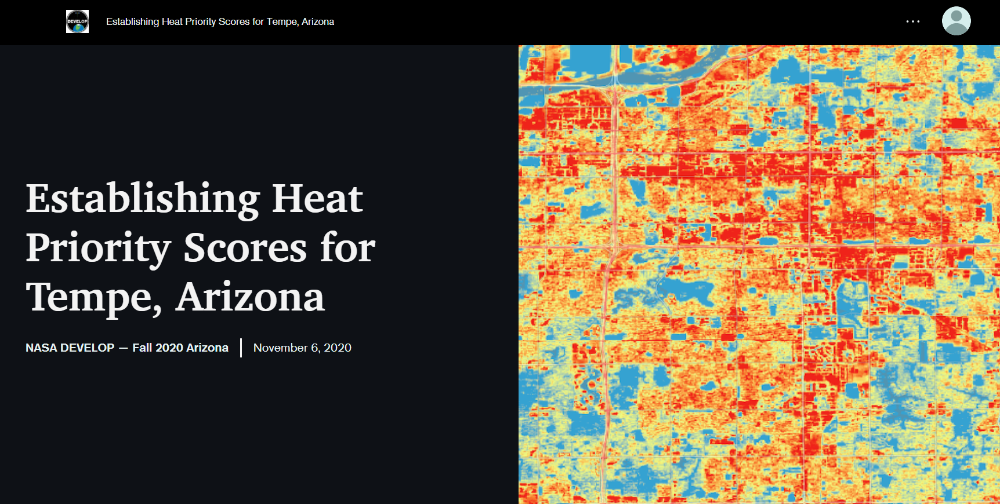 DEVELOP
Establishing Heat Priority Scores for Tempe, Arizona
Establishing Heat
Priority Scores for
Tempe, Arizona
NASA DEVELOP — Fall 2020 Arizona
November 6, 2020